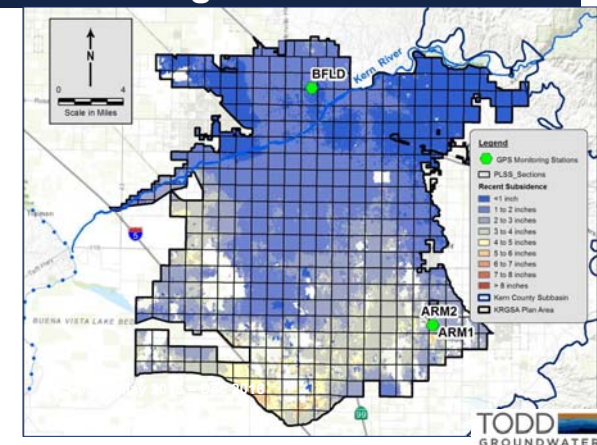 N
0 4
Scale in Miles
BFLD
Kern River
5
BUENA VISTA LAKE BED
ARM2
ARM1
99
Legend
GPS Monitoring Stations
PLSS_Sections
Recent Subsidence
<1 inch
1 to 2 inches
2 to 3 inches
3 to 4 inches
4 to 5 inches
5 to 6 inches
6 to 7 inches
7 to 8 inches
> 8 inches
Kern County Subbasin
KRGSA Plan Area
TODD
GROUNDWATER